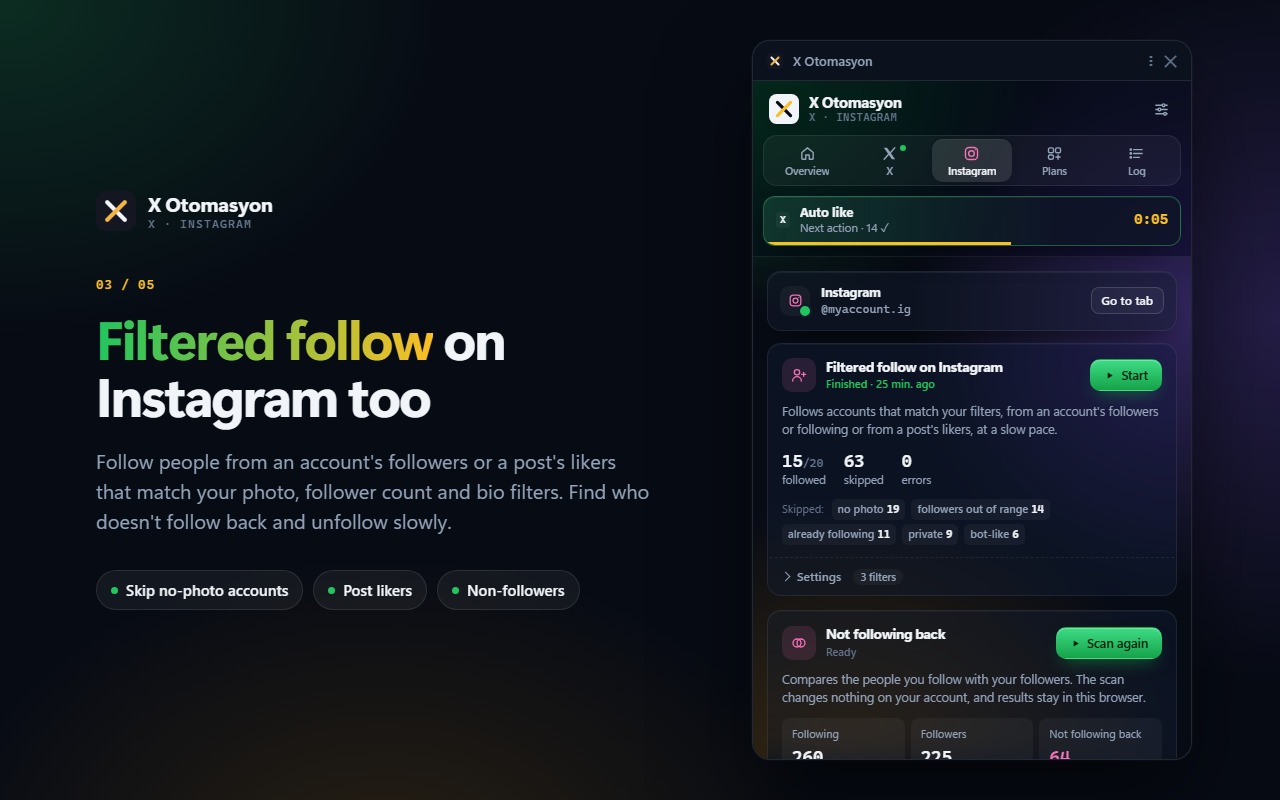 X Otomasyon
X · INSTAGRAM
03 / 05
Filtered follow on
Instagram too
Follow people from an account's followers or a post's likers
that match your photo, follower count and bio filters. Find who
doesn't follow back and unfollow slowly.
Skip no-photo accounts
Post likers
Non-followers
X Otomasyon
X Otomasyon
X · INSTAGRAM
Overview
X
Instagram
Plans
Log
Auto like
Next action · 14 ✓
0:05
Instagram
@myaccount.ig
Go to tab
Filtered follow on Instagram
Finished · 25 min. ago
Start
Follows accounts that match your filters, from an account's followers
or following or from a post's likers, at a slow pace.
15/20 63 0
followed skipped errors
Skipped: no photo 19 followers out of range 14
already following 11 private 9 bot-like 6
Settings 3 filters
Not following back
Ready
Scan again
Compares the people you follow with your followers. The scan
changes nothing on your account, and results stay in this browser.
Following Followers Not following back
260 225 64